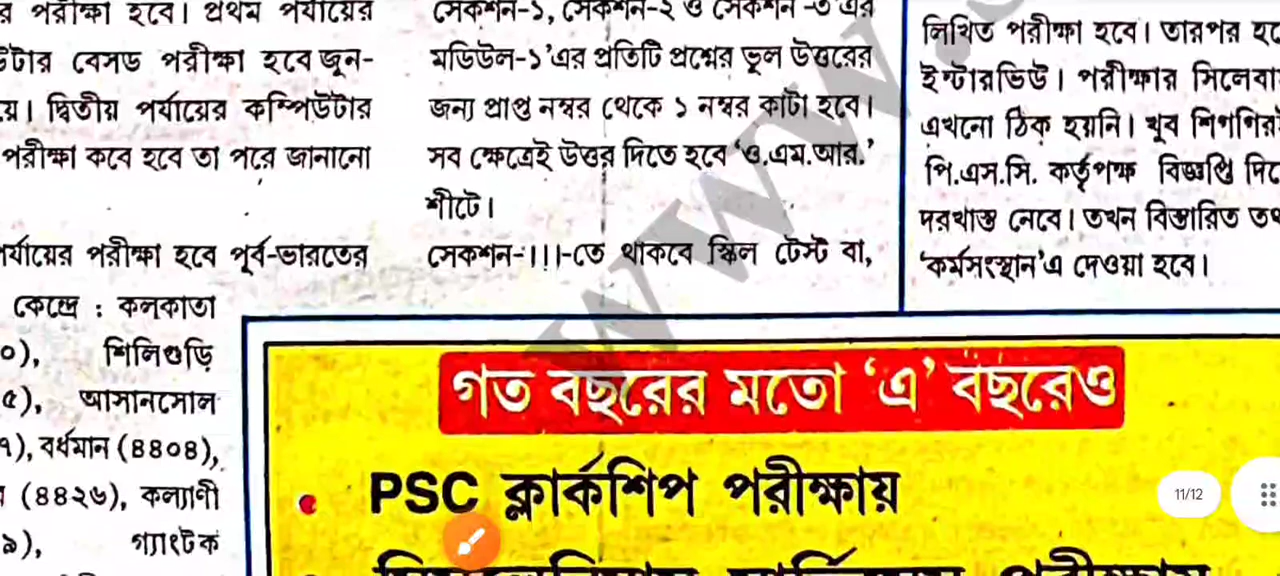 র পরীক্ষা হবে। প্রথম পর্যায়ের
উটার বেসড পরীক্ষা হবে জুন-
য়ে। দ্বিতীয় পর্যায়ের কম্পিউটার
পরীক্ষা কবে হবে তা পরে জানানো
র্যায়ের পরীক্ষা হবে পূর্ব-ভারতের
কেন্দ্রে : কলকাতা
০), শিলিগুড়ি
৫), আসানসোল
৭), বর্ধমান (৪৪০৪),
(৪৪২৬), কল্যাণী
৯), গ্যাংটক
সেকশন-১, সেকশন-২ ও সেকশন -৩ এর
মডিউল-১'এর প্রতিটি প্রশ্নের ভুল উত্তরের
জন্য প্রাপ্ত নম্বর থেকে ১ নম্বর কাটা হবে।
সব ক্ষেত্রেই উত্তর দিতে হবে 'ও.এম.আর.'
শীটে।
সেকশন-।।।-তে থাকবে স্কিল টেস্ট বা,
লিখিত পরীক্ষা হবে। তারপর হ
ইন্টারভিউ। পরীক্ষার সিলেবা
এখনো ঠিক হয়নি। খুব শিগগির
পি.এস.সি. কর্তৃপক্ষ বিজ্ঞপ্তি দি
দরখাস্ত নেবে। তখন বিস্তারিত ত
'কর্মসংস্থান'এ দেওয়া হবে।
গত বছরের মতো 'এ' বছরেও
• PSC ক্লার্কশিপ পরীক্ষায়
11/12